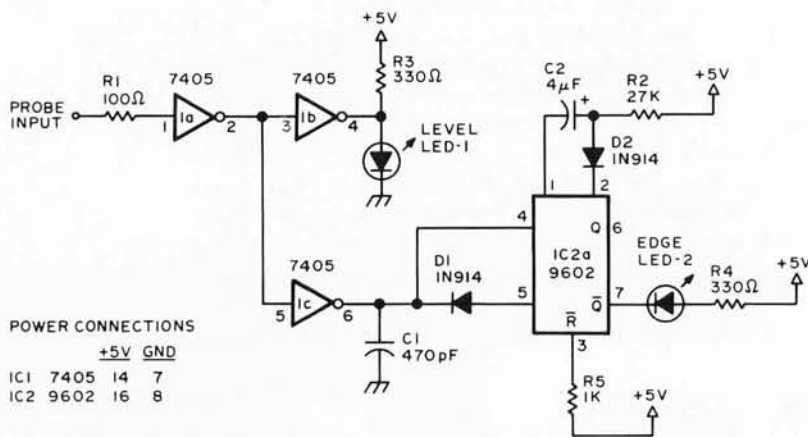 +5V
R1
100Ω
7405
7405
R3
330Ω
C2
4μF
+
R2
27K
+5V
PROBE
INPUT
1a
1
2
1b
3
4
LEVEL
LED-1
D2
1N914
1
2
4
Q
6
IC2a
9602
EDGE
LED-2
R4
330Ω
+5V
7405
D1
1N914
5
1c
6
5
Q̅
7
R̅
3
C1
470pF
R5
1K
+5V
POWER CONNECTIONS
+5V GND
IC1 7405 14 7
IC2 9602 16 8